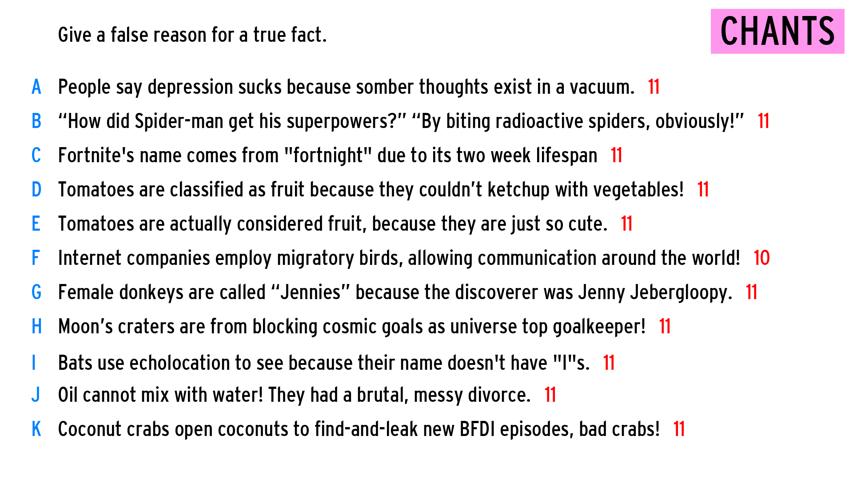 Give a false reason for a true fact.
CHANTS
A People say depression sucks because somber thoughts exist in a vacuum. 11
B “How did Spider-man get his superpowers?” “By biting radioactive spiders, obviously!” 11
C Fortnite's name comes from "fortnight" due to its two week lifespan 11
D Tomatoes are classified as fruit because they couldn’t ketchup with vegetables! 11
E Tomatoes are actually considered fruit, because they are just so cute. 11
F Internet companies employ migratory birds, allowing communication around the world! 10
G Female donkeys are called “Jennies” because the discoverer was Jenny Jebergloopy. 11
H Moon’s craters are from blocking cosmic goals as universe top goalkeeper! 11
I Bats use echolocation to see because their name doesn't have "I"s. 11
J Oil cannot mix with water! They had a brutal, messy divorce. 11
K Coconut crabs open coconuts to find-and-leak new BFDI episodes, bad crabs! 11